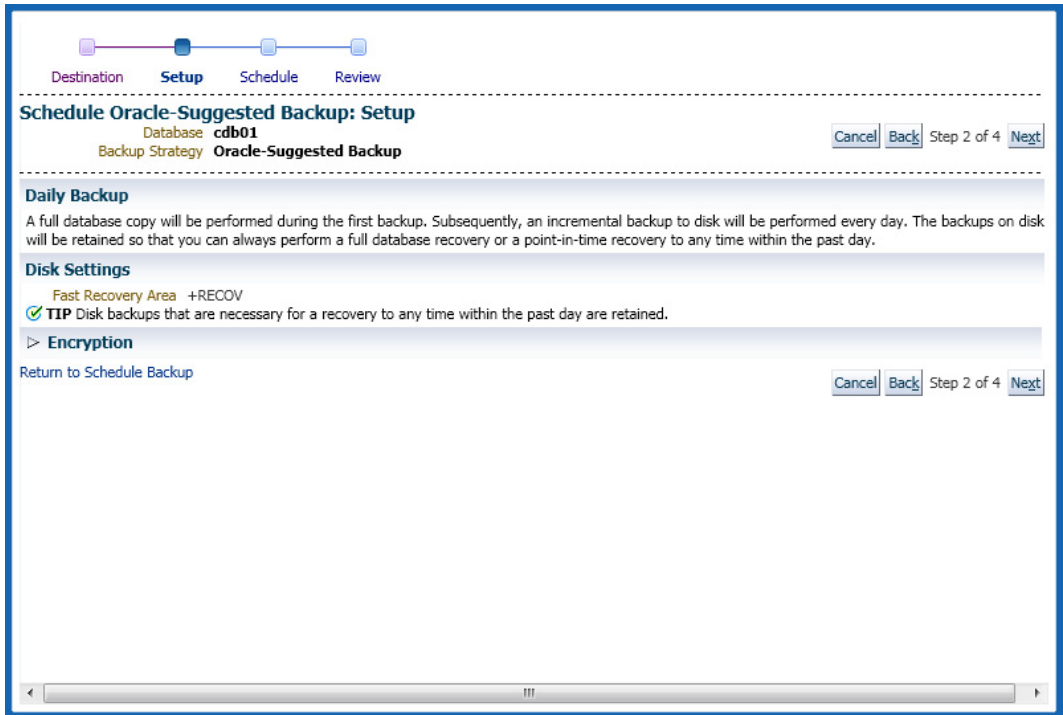 Destination Setup Schedule Review
Schedule Oracle-Suggested Backup: Setup
Database cdb01
Backup Strategy Oracle-Suggested Backup
Cancel Back Step 2 of 4 Next
Daily Backup
A full database copy will be performed during the first backup. Subsequently, an incremental backup to disk will be performed every day. The backups on disk
will be retained so that you can always perform a full database recovery or a point-in-time recovery to any time within the past day.
Disk Settings
Fast Recovery Area +RECOV
TIP Disk backups that are necessary for a recovery to any time within the past day are retained.
Encryption
Return to Schedule Backup
Cancel Back Step 2 of 4 Next